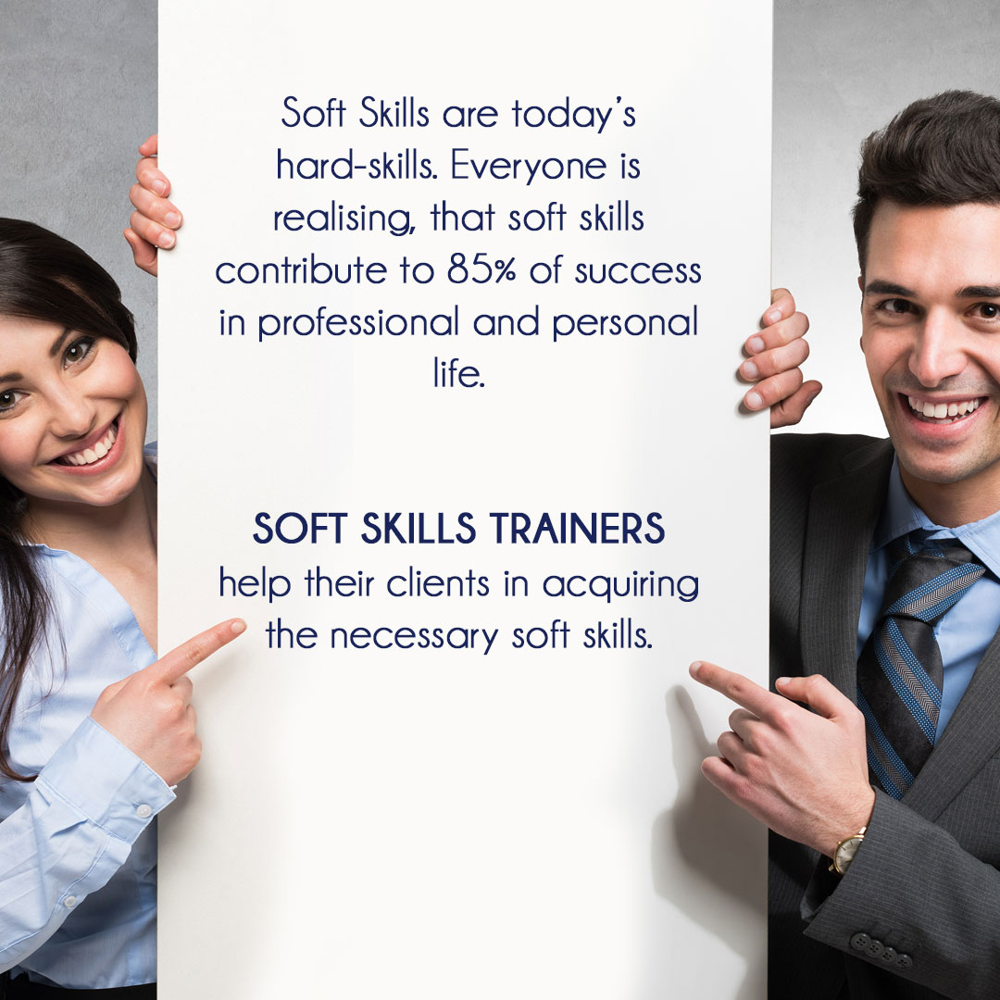 Soft Skills are today's
hard-skills. Everyone is
realising, that soft skills
contribute to 85% of success
in professional and personal
life.
SOFT SKILLS TRAINERS
help their clients in acquiring
the necessary soft skills.